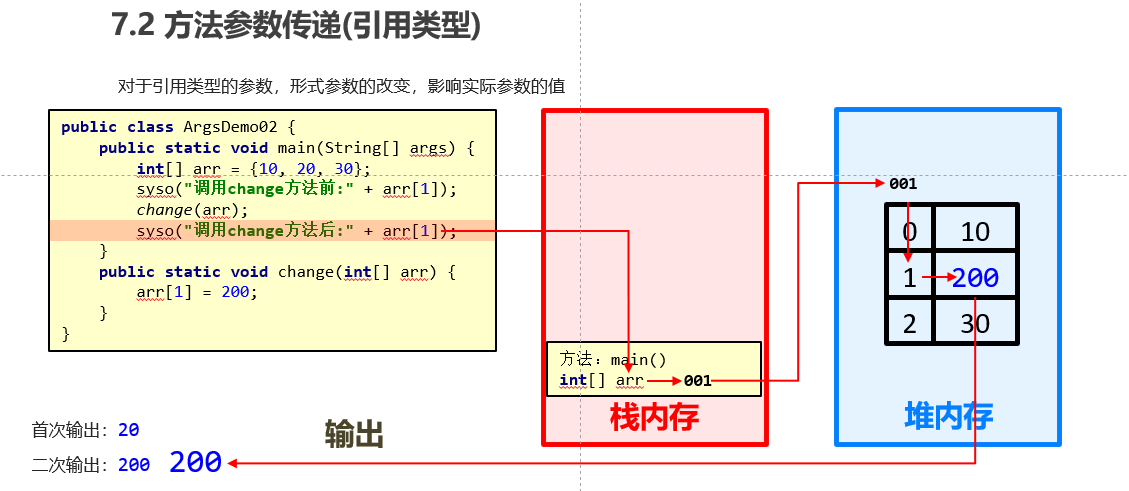 7.2 方法参数传递(引用类型)
对于引用类型的参数，形式参数的改变，影响实际参数的值
public class ArgsDemo02 {
public static void main(String[] args) {
int[] arr = {10, 20, 30};
syso("调用change方法前:" + arr[1]);
change(arr);
syso("调用change方法后:" + arr[1]);
}
public static void change(int[] arr) {
arr[1] = 200;
}
}
方法：main()
int[] arr 001
栈内存
001
0 10
1 200
2 30
堆内存
输出
首次输出：20
二次输出：200 200